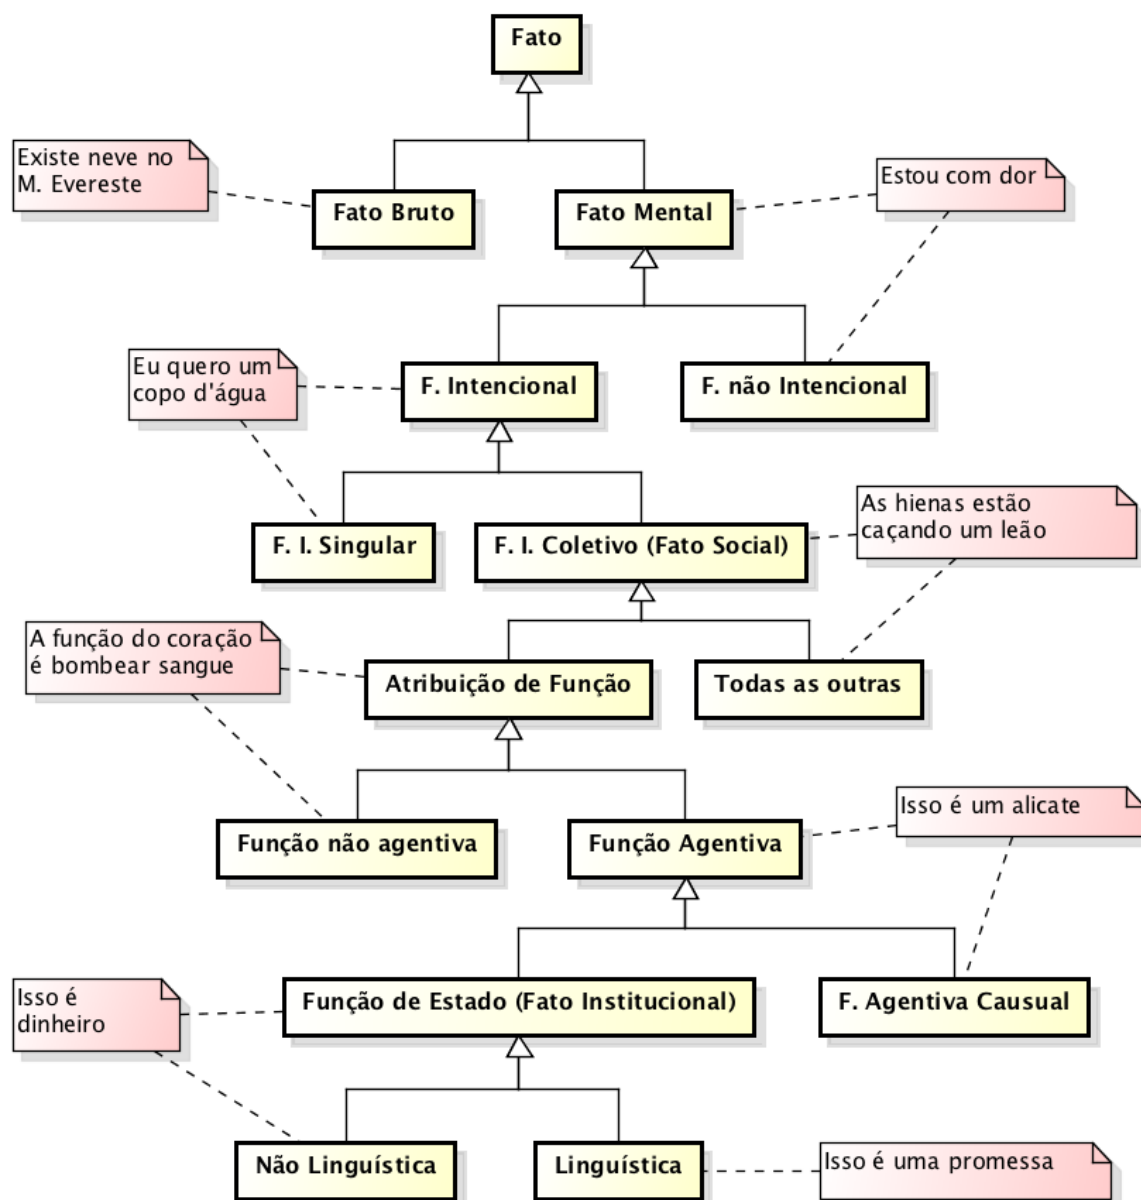 Fato
Existe neve no
M. Evereste
Estou com dor
Fato Bruto
Fato Mental
Eu quero um
copo d'água
F. Intencional
F. não Intencional
As hienas estão
caçando um leão
F. I. Singular
F. I. Coletivo (Fato Social)
A função do coração
é bombear sangue
Atribuição de Função
Todas as outras
Isso é um alicate
Função não agentiva
Função Agentiva
Isso é
dinheiro
Função de Estado (Fato Institucional)
F. Agentiva Causual
Não Linguística
Linguística
Isso é uma promessa